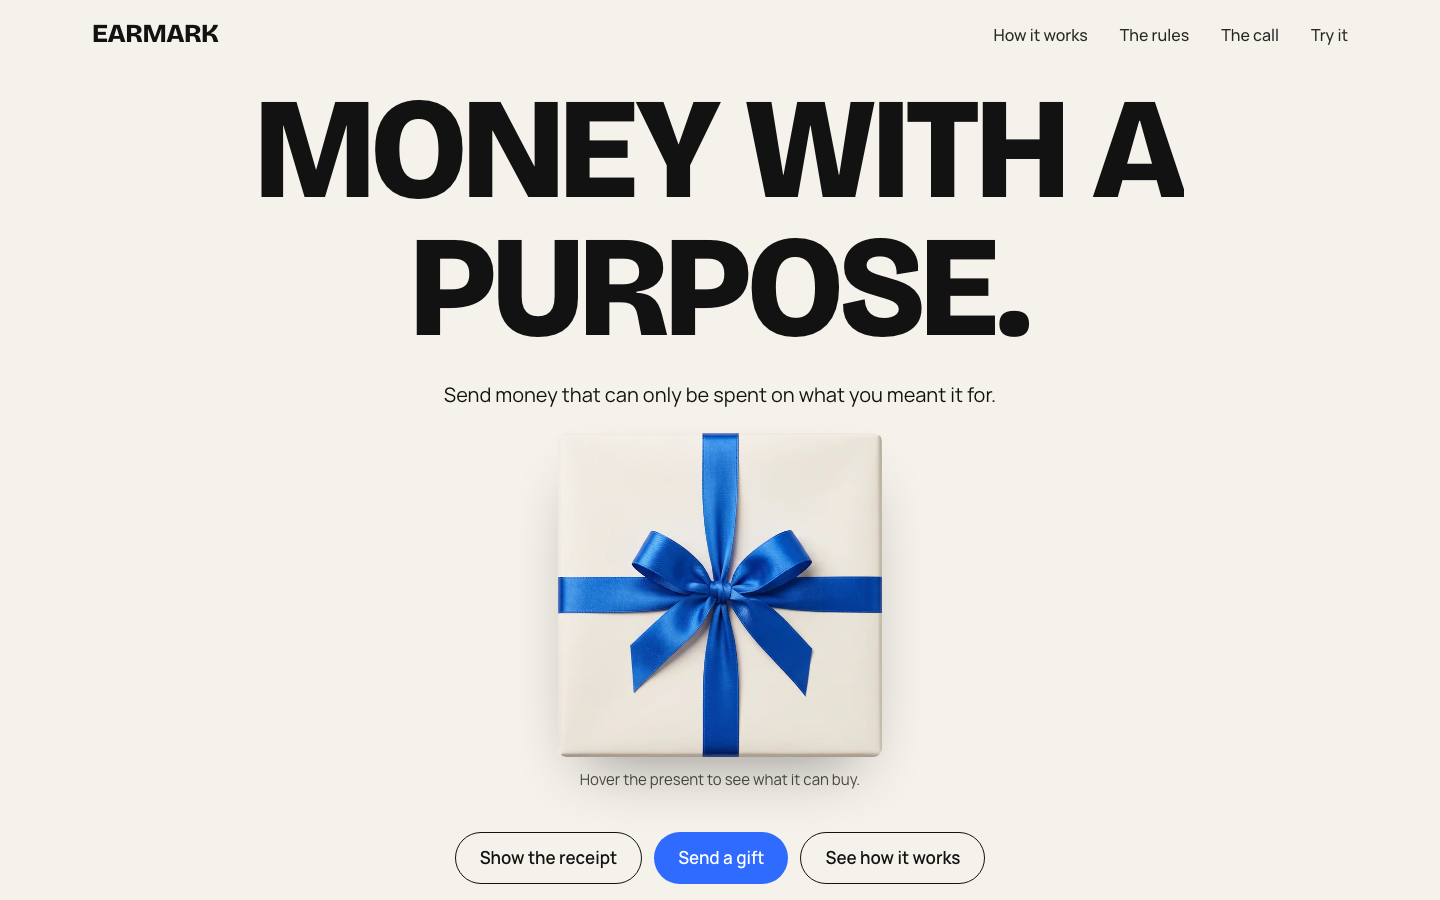 EARMARK
How it works
The rules
The call
Try it
MONEY WITH A
PURPOSE.
Send money that can only be spent on what you meant it for.
Hover the present to see what it can buy.
Show the receipt
Send a gift
See how it works